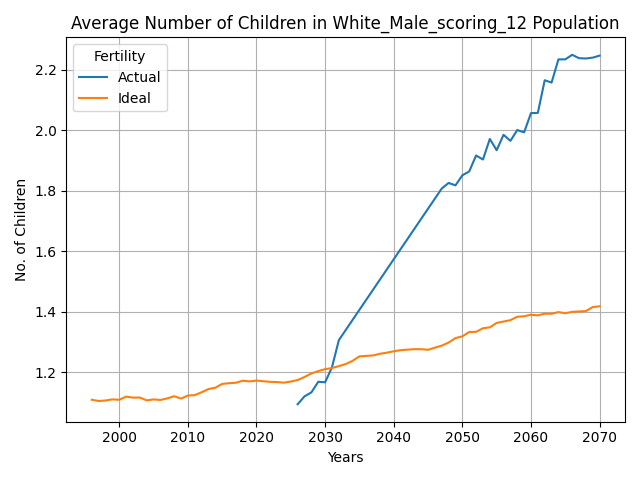 Average Number of Children in White_Male_scoring_12 Population
Fertility
Actual
Ideal
No. of Children
2.2
2.0
1.8
1.6
1.4
1.2
2000 2010 2020 2030 2040 2050 2060 2070
Years